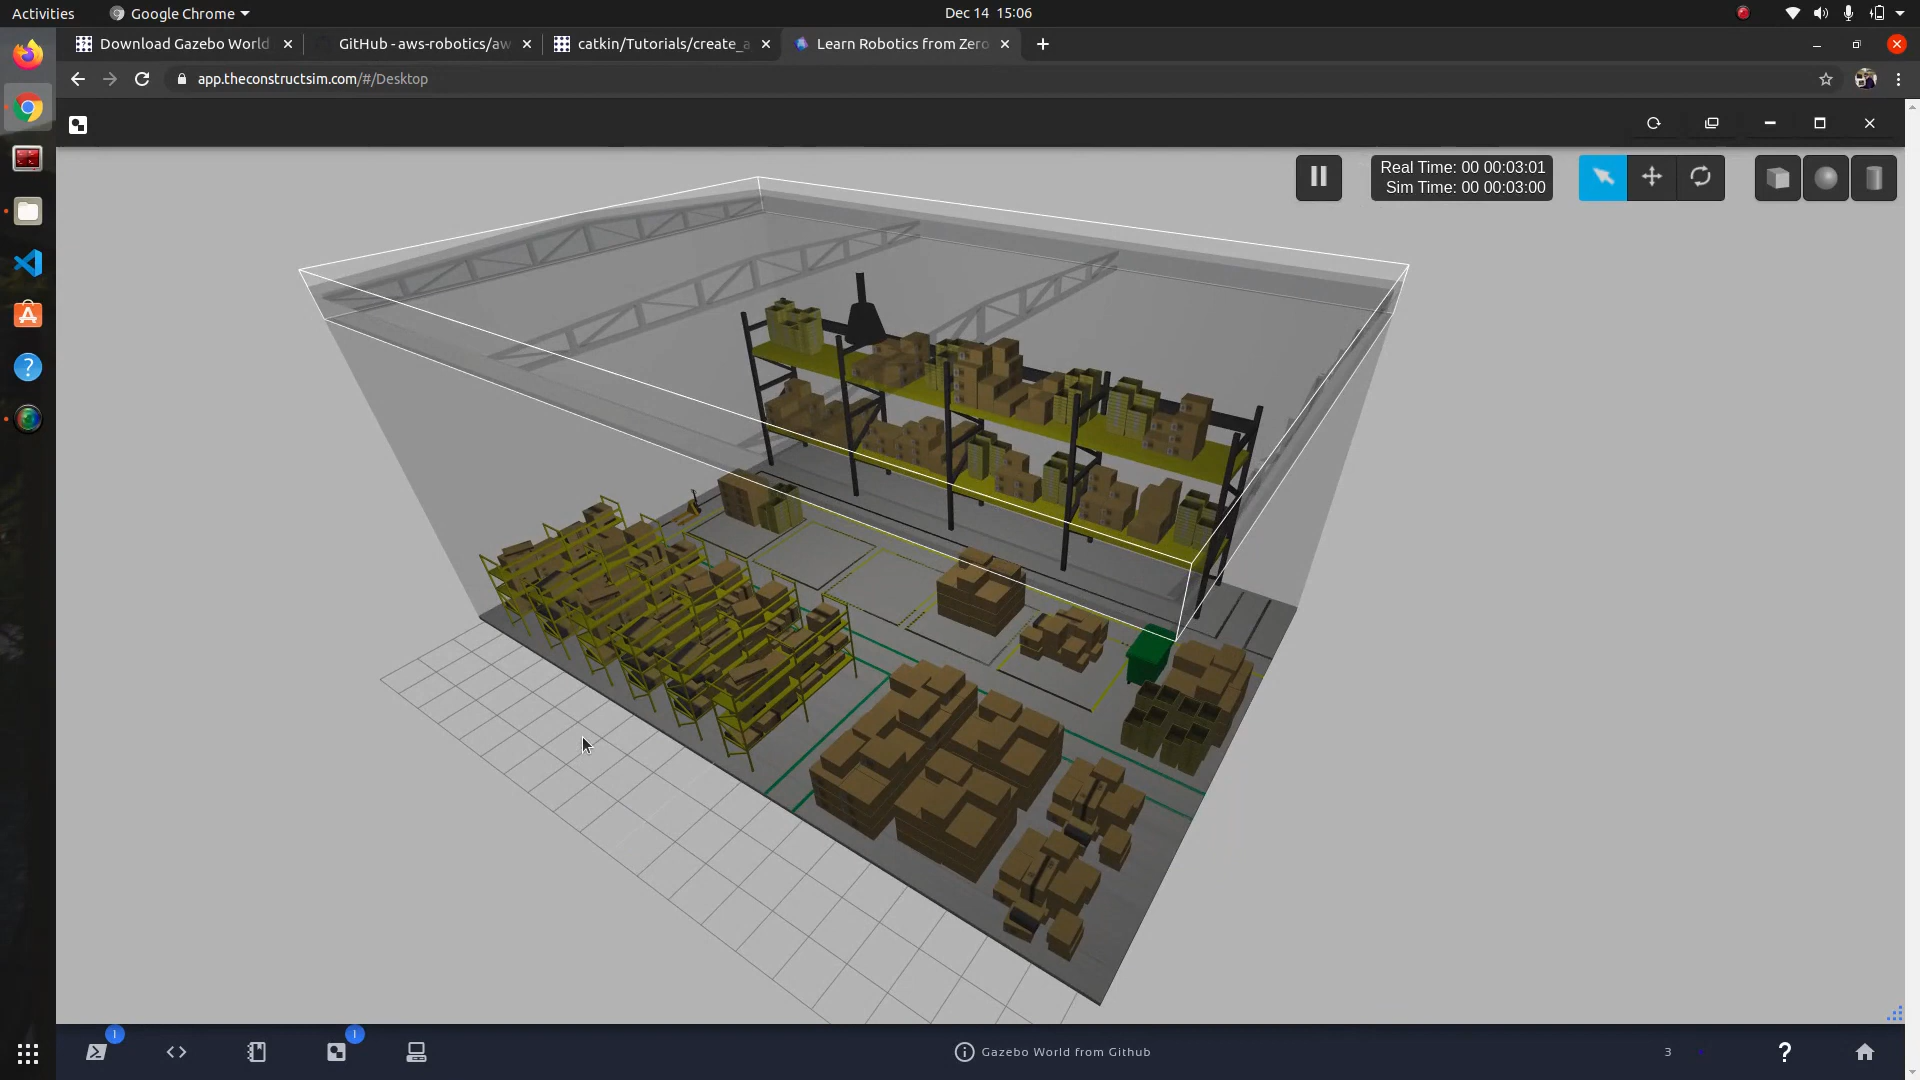 Activities
Google Chrome
Dec 14 15:06
Download Gazebo World
GitHub - aws-robotics/aw
catkin/Tutorials/create_a
Learn Robotics from Zero
app.theconstructsim.com/#/Desktop
Real Time: 00 00:03:01
Sim Time: 00 00:03:00
Gazebo World from Github
3